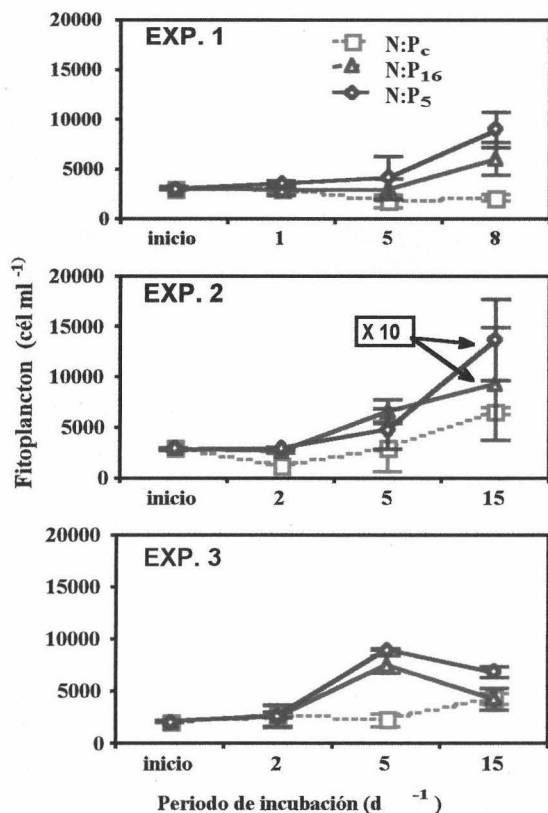 EXP. 1
N:Pc
N:P16
N:P5
20000
15000
10000
5000
0
inicio 1 5 8
EXP. 2
X 10
20000
15000
10000
5000
0
inicio 2 5 15
EXP. 3
20000
15000
10000
5000
0
inicio 2 5 15
Fitoplancton (cél ml -1)
Periodo de incubación (d -1)